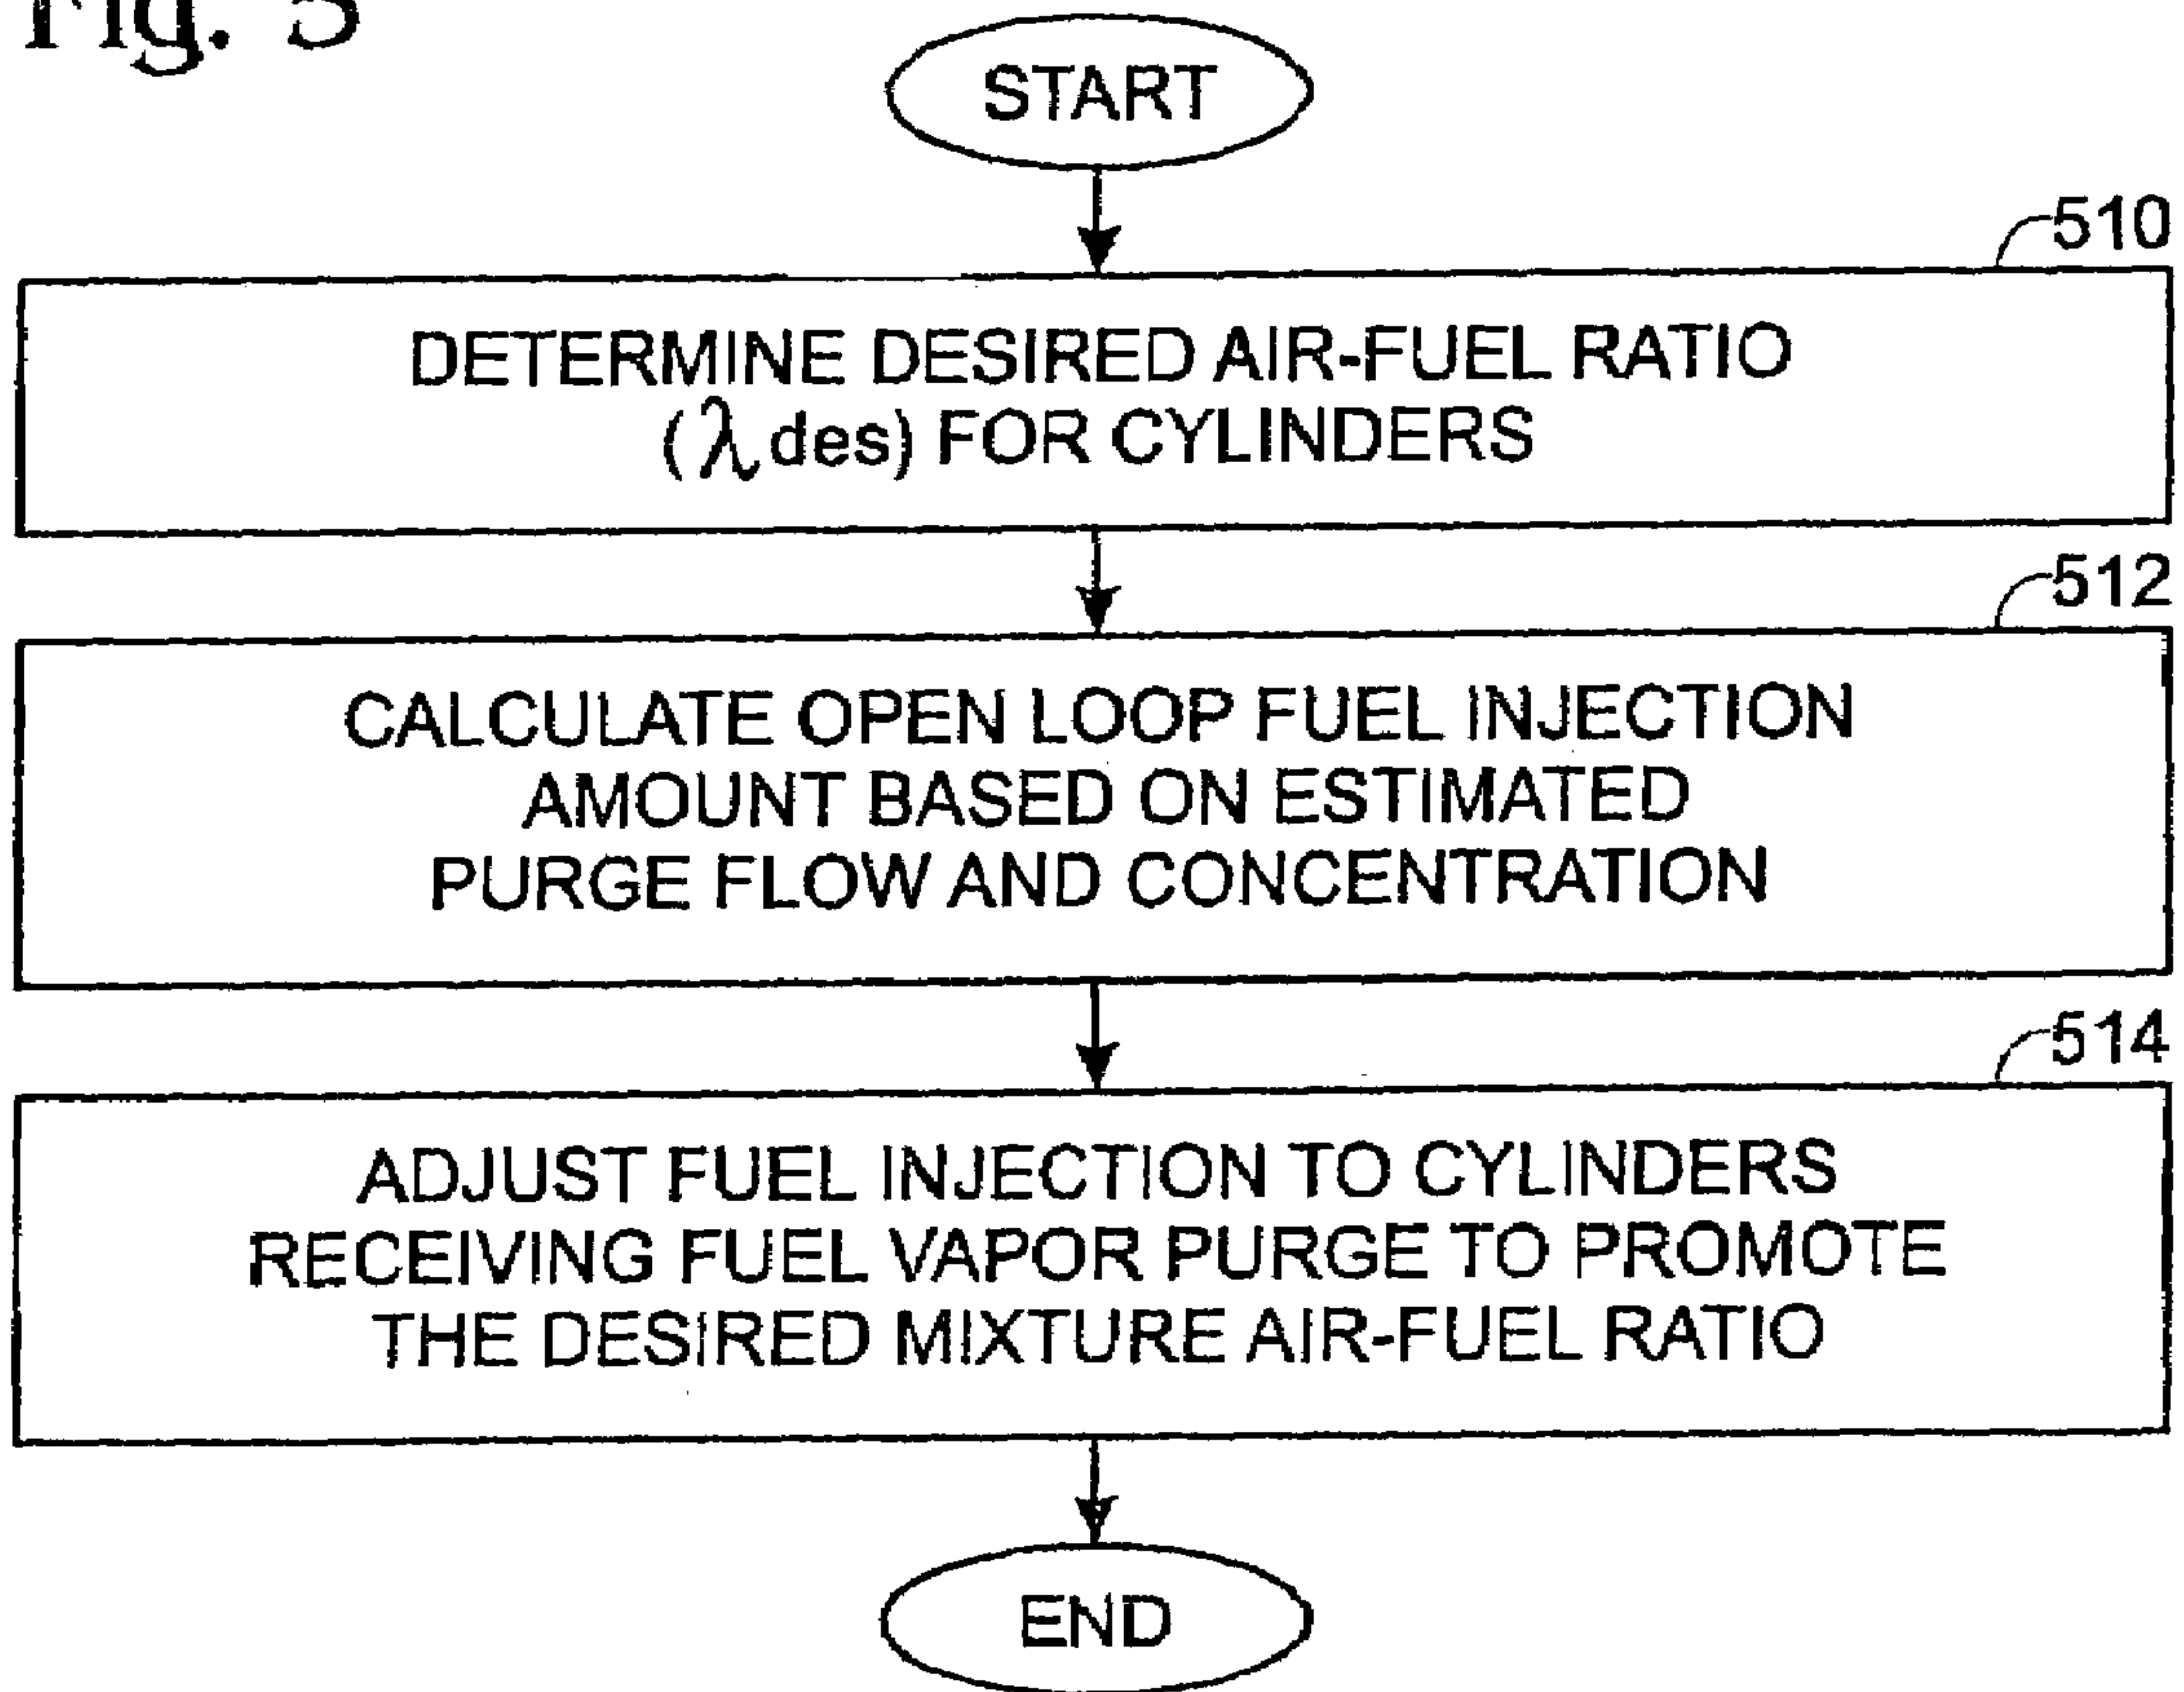 Fig. 5
START
510
DETERMINE DESIRED AIR-FUEL RATIO
(λ des) FOR CYLINDERS
512
CALCULATE OPEN LOOP FUEL INJECTION
AMOUNT BASED ON ESTIMATED
PURGE FLOW AND CONCENTRATION
514
ADJUST FUEL INJECTION TO CYLINDERS
RECEIVING FUEL VAPOR PURGE TO PROMOTE
THE DESIRED MIXTURE AIR-FUEL RATIO
END